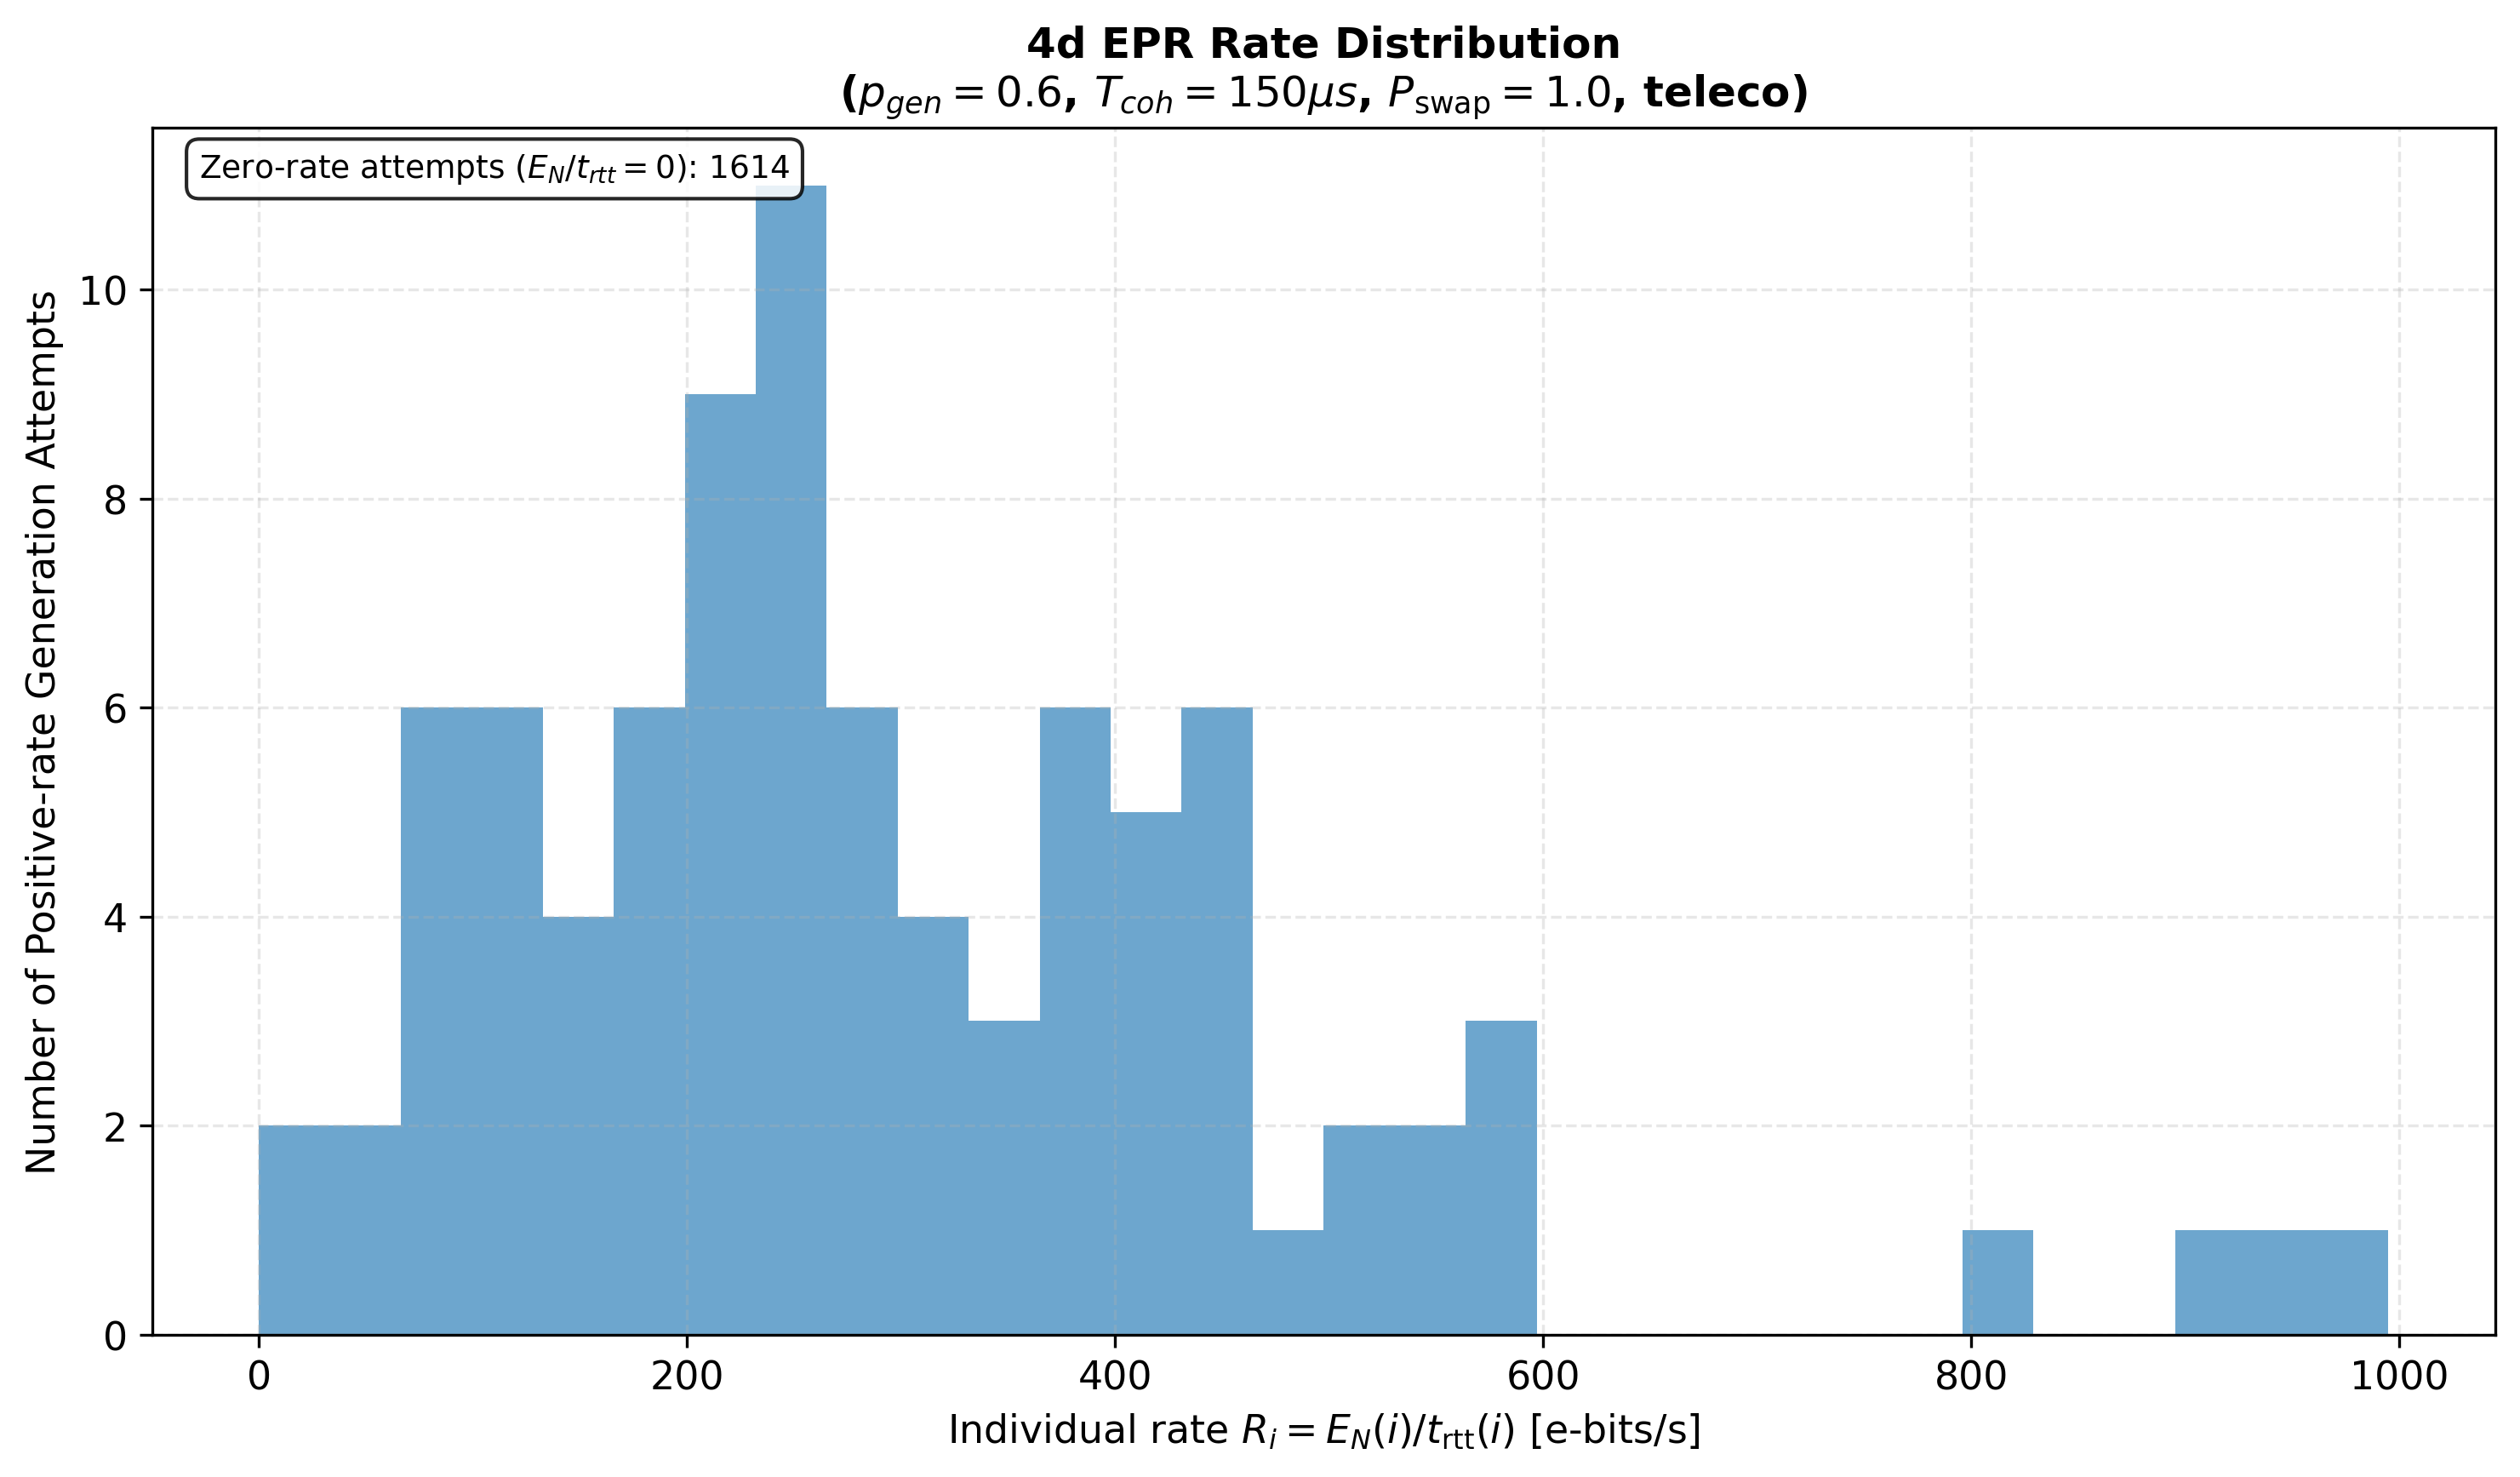 4d EPR Rate Distribution
(p_gen = 0.6, T_coh = 150μs, P_swap = 1.0, teleco)
Zero-rate attempts (E_N/t_rtt = 0): 1614
Number of Positive-rate Generation Attempts
10
8
6
4
2
0
0 200 400 600 800 1000
Individual rate R_i = E_N(i)/t_rtt(i) [e-bits/s]